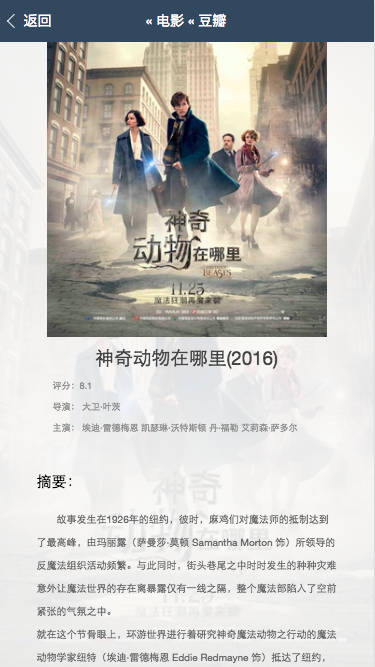 返回
« 电影 « 豆瓣
神奇
动物在哪里
BEASTS
11.25
魔法狂潮再度来袭
神奇动物在哪里(2016)
评分：8.1
导演： 大卫·叶茨
主演： 埃迪·雷德梅恩 凯瑟琳·沃特斯顿 丹·福勒 艾莉森·萨多尔
摘要：
故事发生在1926年的纽约，彼时，麻鸡们对魔法师的抵制达到
了最高峰，由玛丽露（萨曼莎·莫顿 Samantha Morton 饰）所领导的
反魔法组织活动频繁。与此同时，街头巷尾之中时时发生的种种灾难
意外让魔法世界的存在离暴露仅有一线之隔，整个魔法部陷入了空前
紧张的气氛之中。
就在这个节骨眼上，环游世界进行着研究神奇魔法动物之行动的魔法
动物学家纽特（埃迪·雷德梅恩 Eddie Redmayne 饰）抵达了纽约，